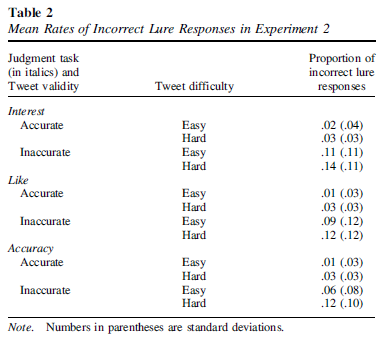 Table 2
Mean Rates of Incorrect Lure Responses in Experiment 2
Judgment task
(in italics) and
Tweet validity
Tweet difficulty
Proportion of
incorrect lure
responses
Interest
Accurate Easy .02 (.04)
Hard .03 (.03)
Inaccurate Easy .11 (.11)
Hard .14 (.11)
Like
Accurate Easy .01 (.03)
Hard .03 (.03)
Inaccurate Easy .09 (.12)
Hard .12 (.12)
Accuracy
Accurate Easy .01 (.03)
Hard .03 (.03)
Inaccurate Easy .06 (.08)
Hard .12 (.10)
Note. Numbers in parentheses are standard deviations.